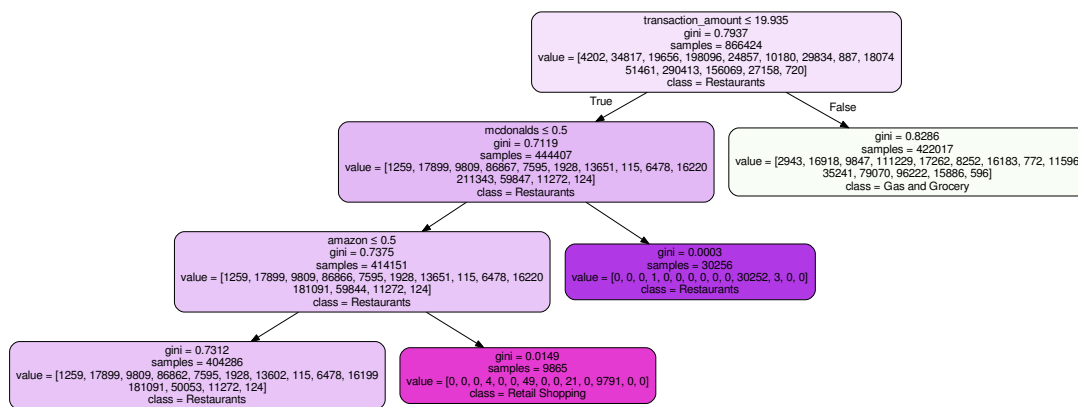 transaction_amount ≤ 19.935
gini = 0.7937
samples = 866424
value = [4202, 34817, 19656, 198096, 24857, 10180, 29834, 887, 18074
51461, 290413, 156069, 27158, 720]
class = Restaurants
True
False
mcdonalds ≤ 0.5
gini = 0.7119
samples = 444407
value = [1259, 17899, 9809, 86867, 7595, 1928, 13651, 115, 6478, 16220
211343, 59847, 11272, 124]
class = Restaurants
gini = 0.8286
samples = 422017
value = [2943, 16918, 9847, 111229, 17262, 8252, 16183, 772, 11596
35241, 79070, 96222, 15886, 596]
class = Gas and Grocery
amazon ≤ 0.5
gini = 0.7375
samples = 414151
value = [1259, 17899, 9809, 86866, 7595, 1928, 13651, 115, 6478, 16220
181091, 59844, 11272, 124]
class = Restaurants
gini = 0.0003
samples = 30256
value = [0, 0, 0, 1, 0, 0, 0, 0, 0, 0, 30252, 3, 0, 0]
class = Restaurants
gini = 0.7312
samples = 404286
value = [1259, 17899, 9809, 86862, 7595, 1928, 13602, 115, 6478, 16199
181091, 50053, 11272, 124]
class = Restaurants
gini = 0.0149
samples = 9865
value = [0, 0, 0, 4, 0, 0, 49, 0, 0, 21, 0, 9791, 0, 0]
class = Retail Shopping